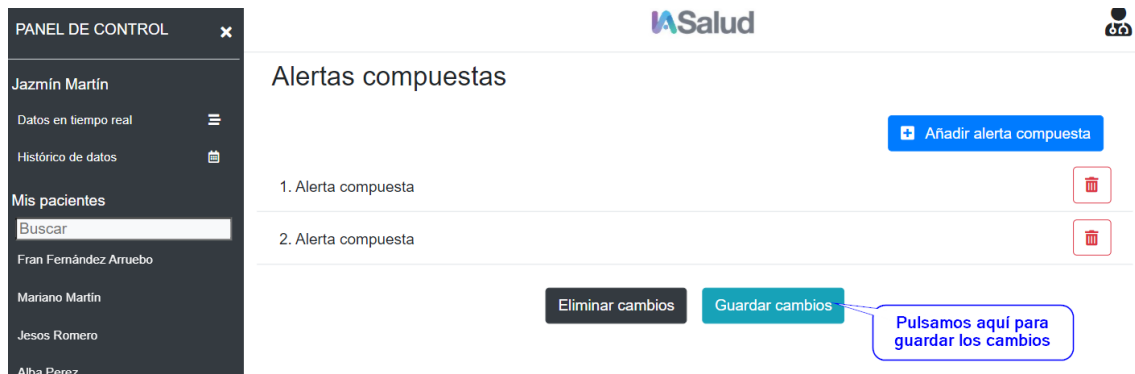 PANEL DE CONTROL
Jazmín Martín
Datos en tiempo real
Histórico de datos
Mis pacientes
Buscar
Fran Fernández Arruebo
Mariano Martín
Jesos Romero
Alba Perez
IASalud
Alertas compuestas
Añadir alerta compuesta
1. Alerta compuesta
2. Alerta compuesta
Eliminar cambios
Guardar cambios
Pulsamos aquí para
guardar los cambios